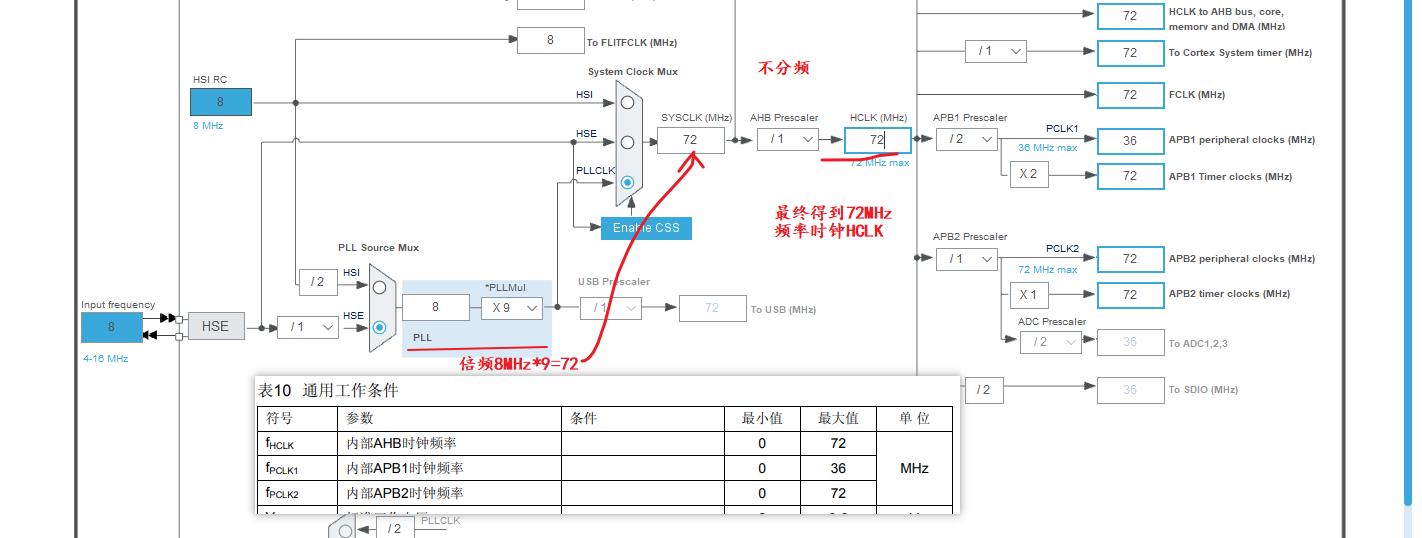 HCLK to AHB bus, core,
memory and DMA (MHz)
72
8
To FLITFCLK (MHz)
/ 1
72
To Cortex System timer (MHz)
不分频
System Clock Mux
HSI RC
8
8 MHz
HSI
72
FCLK (MHz)
SYSCLK (MHz)
AHB Prescaler
HCLK (MHz)
APB1 Prescaler
HSE
72
/ 1
72
/ 2
PCLK1
36 MHz max
36
APB1 peripheral clocks (MHz)
72 MHz max
PLLCLK
X 2
72
APB1 Timer clocks (MHz)
最终得到72MHz
频率时钟HCLK
Enable CSS
APB2 Prescaler
PLL Source Mux
/ 1
PCLK2
72 MHz max
72
APB2 peripheral clocks (MHz)
/ 2
HSI
*PLLMul
USB Prescaler
X 1
72
APB2 timer clocks (MHz)
Input frequency
8
4-16 MHz
HSE
/ 1
HSE
8
X 9
PLL
/ 1
72
To USB (MHz)
ADC Prescaler
/ 2
36
To ADC1,2,3
倍频8MHz*9=72
/ 2
36
To SDIO (MHz)
表10 通用工作条件
符号 参数 条件 最小值 最大值 单 位
fHCLK 内部AHB时钟频率 0 72
fPCLK1 内部APB1时钟频率 0 36 MHz
fPCLK2 内部APB2时钟频率 0 72
/ 2
PLLCLK